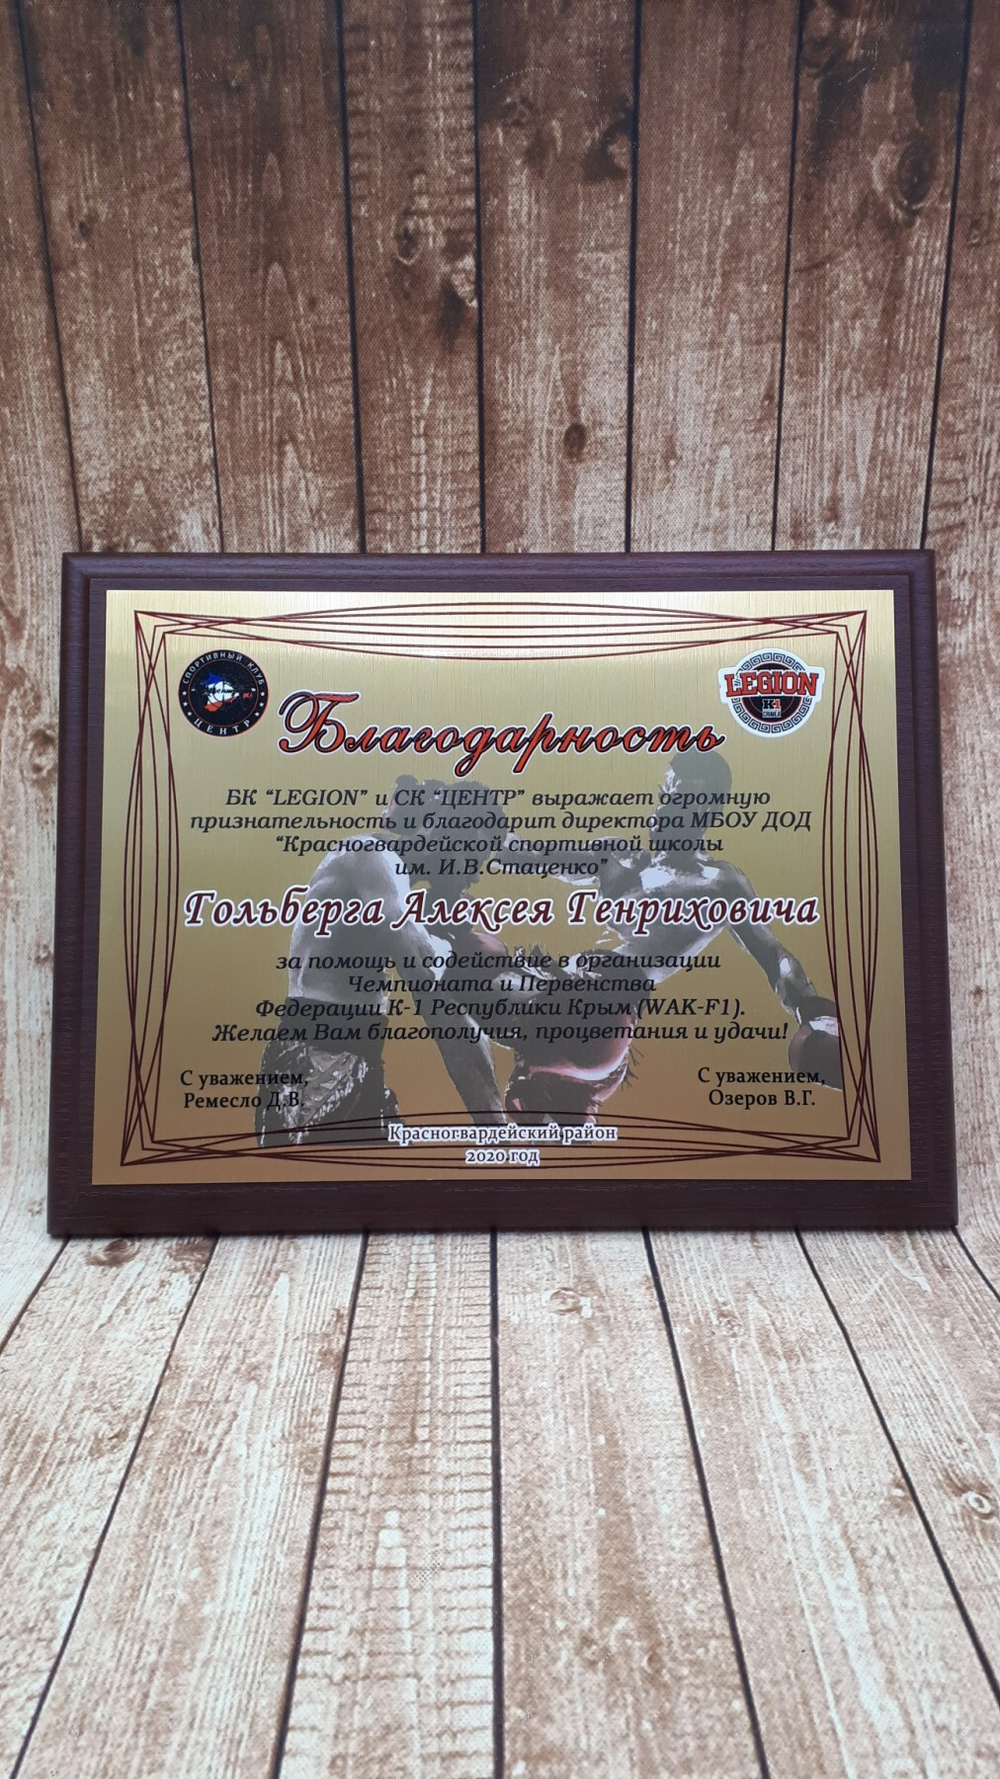 СПОРТИВНЫЙ КЛУБ
ЦЕНТР
LEGION
K-1
CRIMEA
Благодарность
БК “LEGION” и СК “ЦЕНТР” выражает огромную
признательность и благодарит директора МБОУ ДОД
“Красногвардейской спортивной школы
им. И.В.Стаценко”
Гольберга Алексея Генриховича
за помощь и содействие в организации
Чемпионата и Первенства
Федерации К-1 Республики Крым (WAK-F1).
Желаем Вам благополучия, процветания и удачи!
С уважением,
Ремесло Д.В.
С уважением,
Озеров В.Г.
Красногвардейский район
2020 год